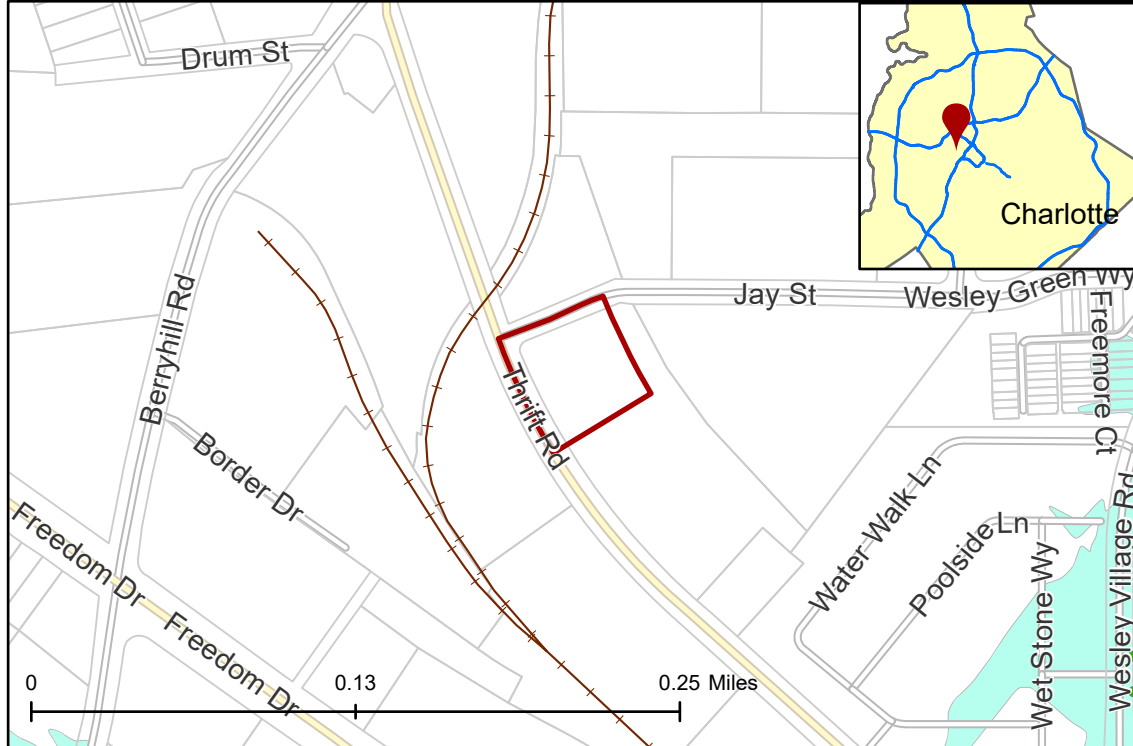 Drum St
Charlotte
Berryhill Rd
Jay St
Wesley Green Wy
Freemore Ct
Thrift Rd
Border Dr
Freedom Dr
Freedom Dr
Water Walk Ln
Poolside Ln
Wet Stone Wy
Wesley Village Rd
0 0.13 0.25 Miles